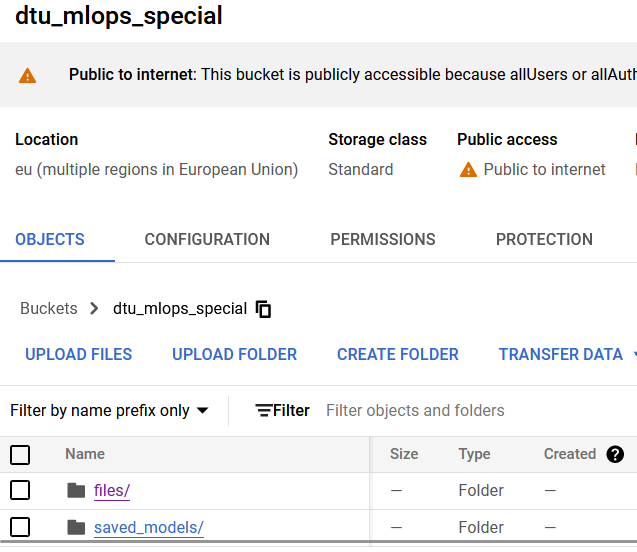 dtu_mlops_special
Public to internet: This bucket is publicly accessible because allUsers or allAuth
Location Storage class Public access
eu (multiple regions in European Union) Standard Public to internet
OBJECTS CONFIGURATION PERMISSIONS PROTECTION
Buckets dtu_mlops_special
UPLOAD FILES UPLOAD FOLDER CREATE FOLDER TRANSFER DATA
Filter by name prefix only Filter Filter objects and folders
Name Size Type Created
files/ — Folder —
saved_models/ — Folder —